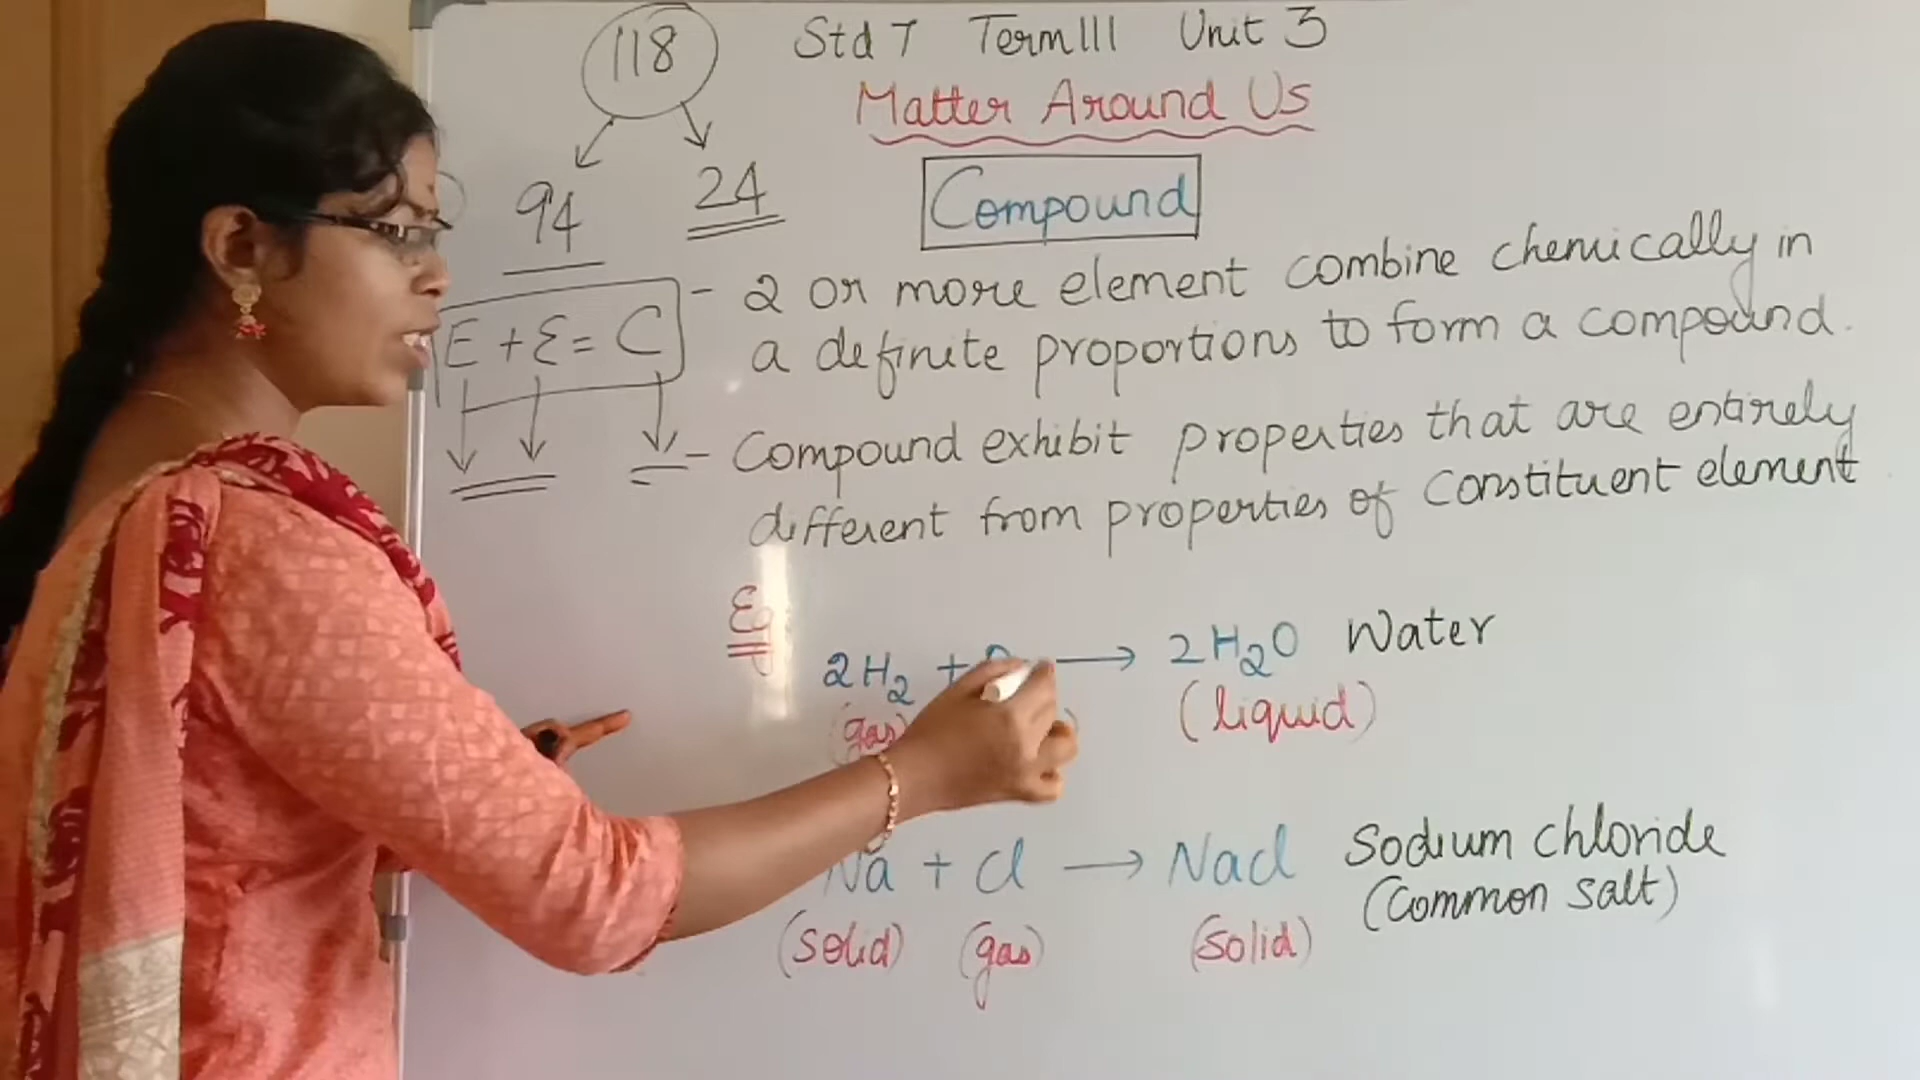 118
94
24
E + E = C
Std 7 Term III Unit 3
Matter Around Us
Compound
- 2 or more element combine chemically in
a definite proportions to form a compound.
- Compound exhibit properties that are entirely
different from properties of constituent element
Eg
2H₂ + → 2H₂O Water
(gas) (liquid)
Na + Cl → Nacl Sodium chloride
(Common salt)
(solid) (gas) (solid)